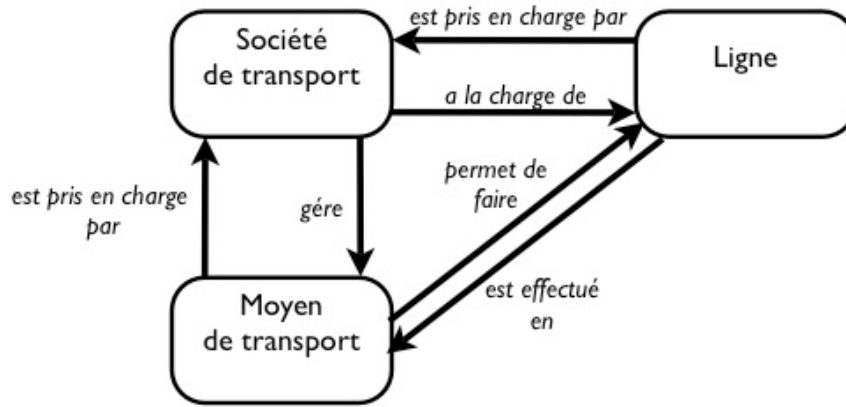 est pris en charge par
Société
de transport
Ligne
a la charge de
est pris en charge
par
gére
permet de
faire
est effectué
en
Moyen
de transport